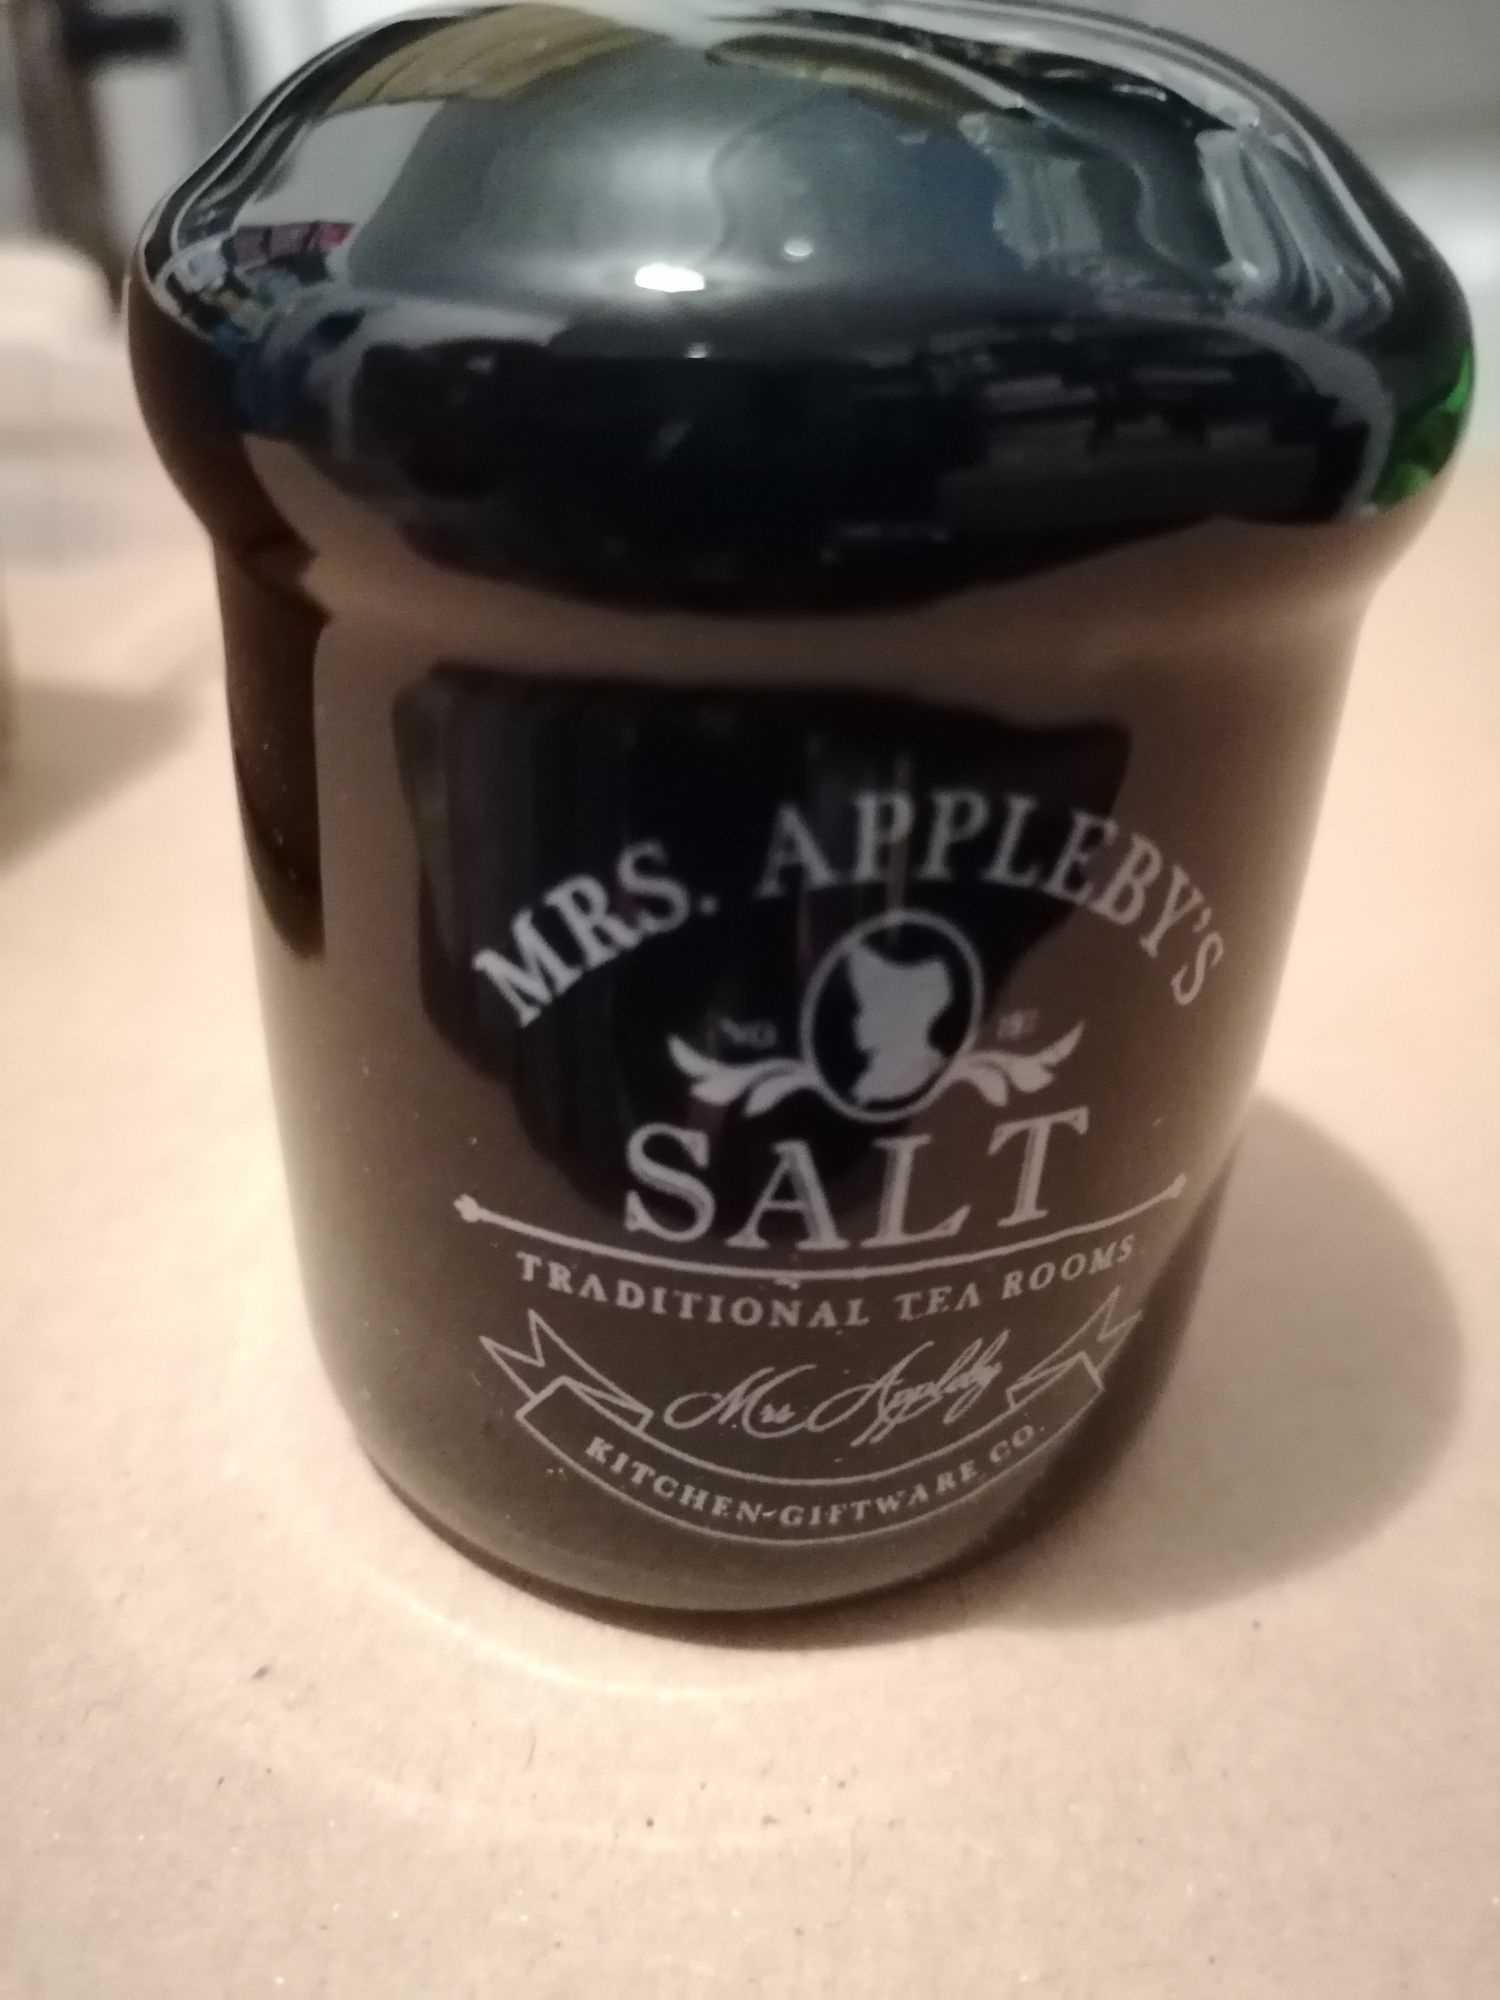 MRS. APPLEBY'S
SALT
TRADITIONAL TEA ROOMS
Mrs Appleby
KITCHEN-GIFTWARE CO.